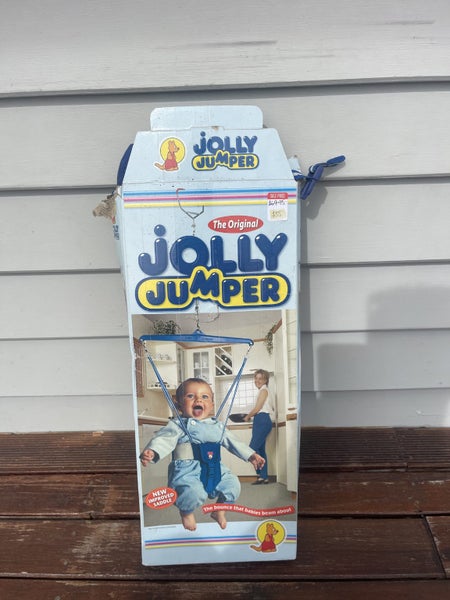 JOLLY
JUMPER
The Original
JOLLY
JUMPER
NEW
IMPROVED
SADDLE
The bounce that babies beam about